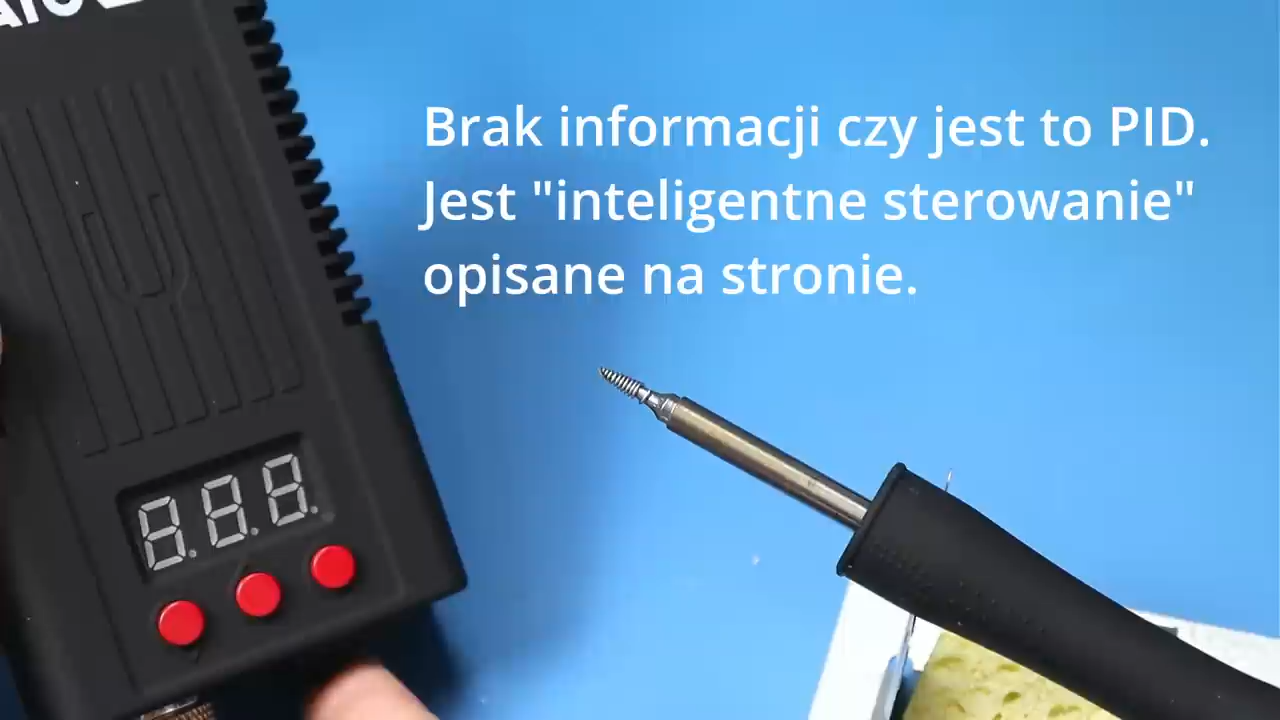 Brak informacji czy jest to PID.
Jest "inteligentne sterowanie"
opisane na stronie.